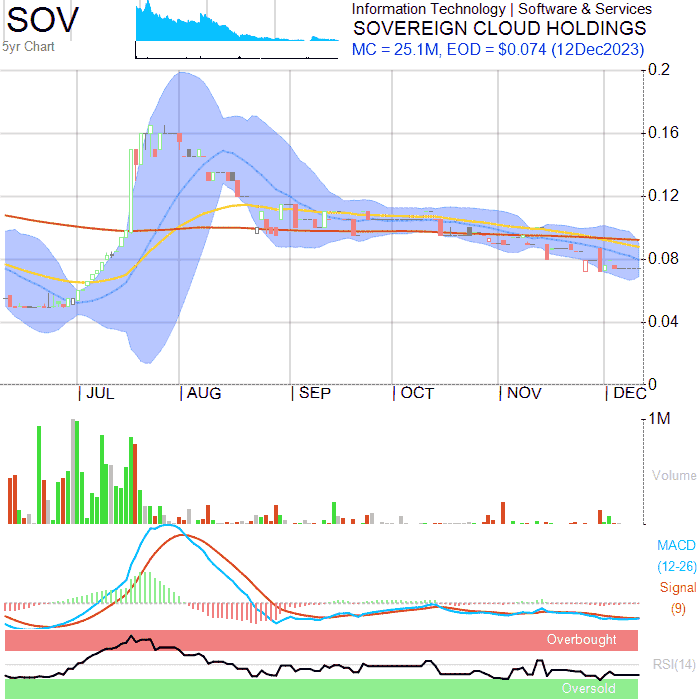 SOV
5yr Chart
Information Technology | Software & Services
SOVEREIGN CLOUD HOLDINGS
MC = 25.1M, EOD = $0.074 (12Dec2023)
0.2
0.16
0.12
0.08
0.04
0
JUL AUG SEP OCT NOV DEC
1M
Volume
MACD
(12-26)
Signal
(9)
Overbought
RSI(14)
Oversold